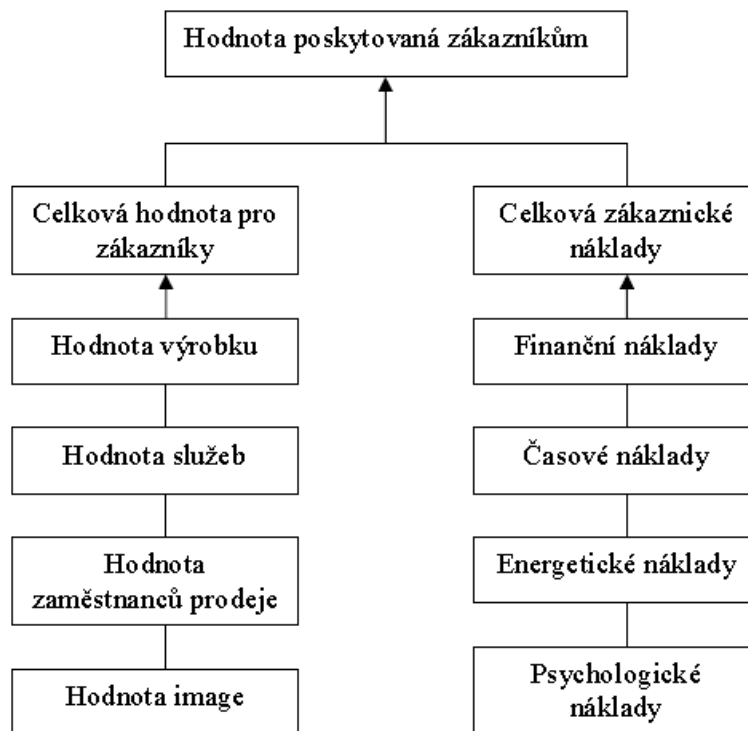 Hodnota poskytovaná zákazníkům
Celková hodnota pro
zákazníky
Hodnota výrobku
Hodnota služeb
Hodnota
zaměstnanců prodeje
Hodnota image
Celková zákaznické
náklady
Finanční náklady
Časové náklady
Energetické náklady
Psychologické
náklady